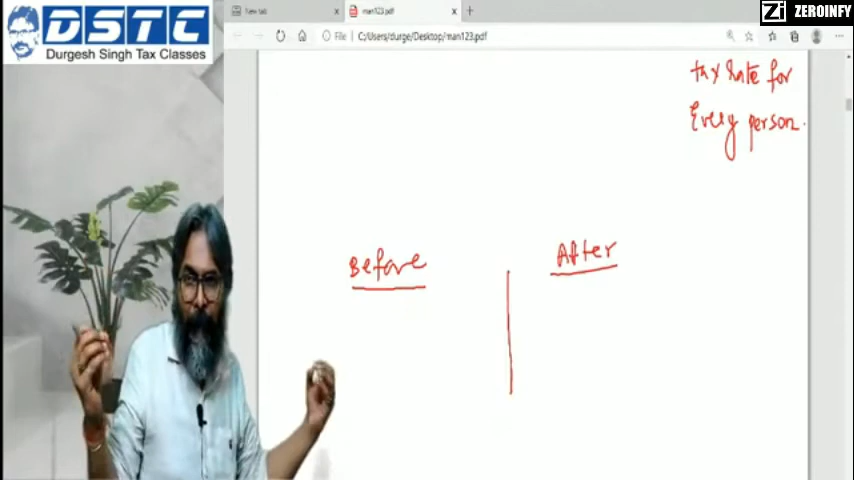 DSTC
Durgesh Singh Tax Classes
New tab
man123.pdf
Zi ZEROINFY
File
C:/Users/durge/Desktop/man123.pdf
tax rate for
Every person.
Before
After